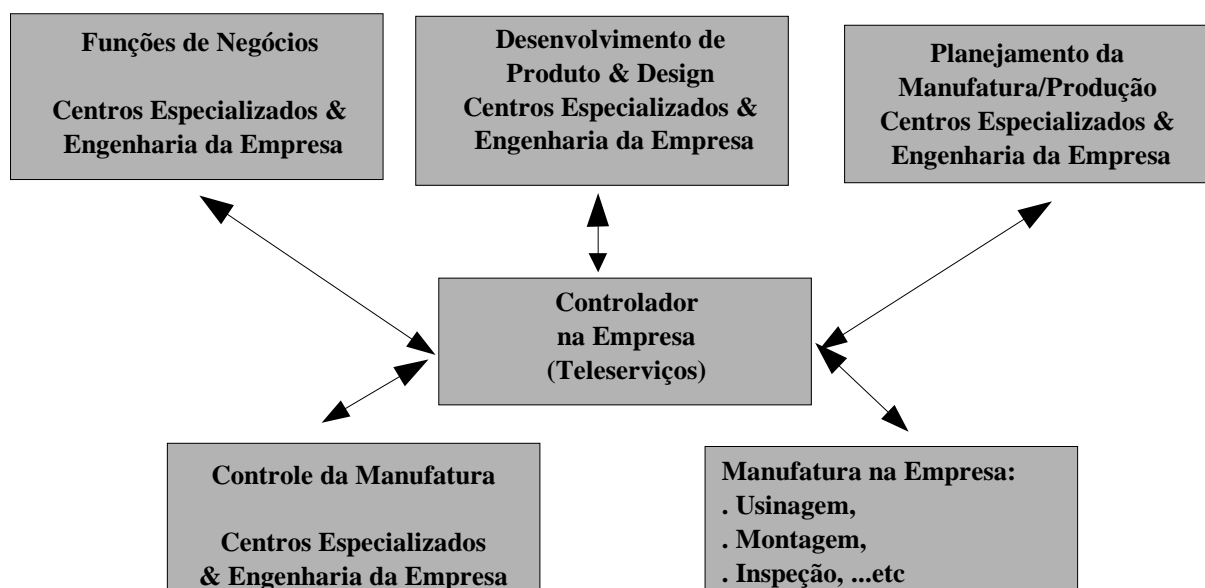 Funções de Negócios
Centros Especializados &
Engenharia da Empresa
Desenvolvimento de
Produto & Design
Centros Especializados &
Engenharia da Empresa
Planejamento da
Manufatura/Produção
Centros Especializados &
Engenharia da Empresa
Controlador
na Empresa
(Teleserviços)
Controle da Manufatura
Centros Especializados
& Engenharia da Empresa
Manufatura na Empresa:
. Usinagem,
. Montagem,
. Inspeção, ...etc